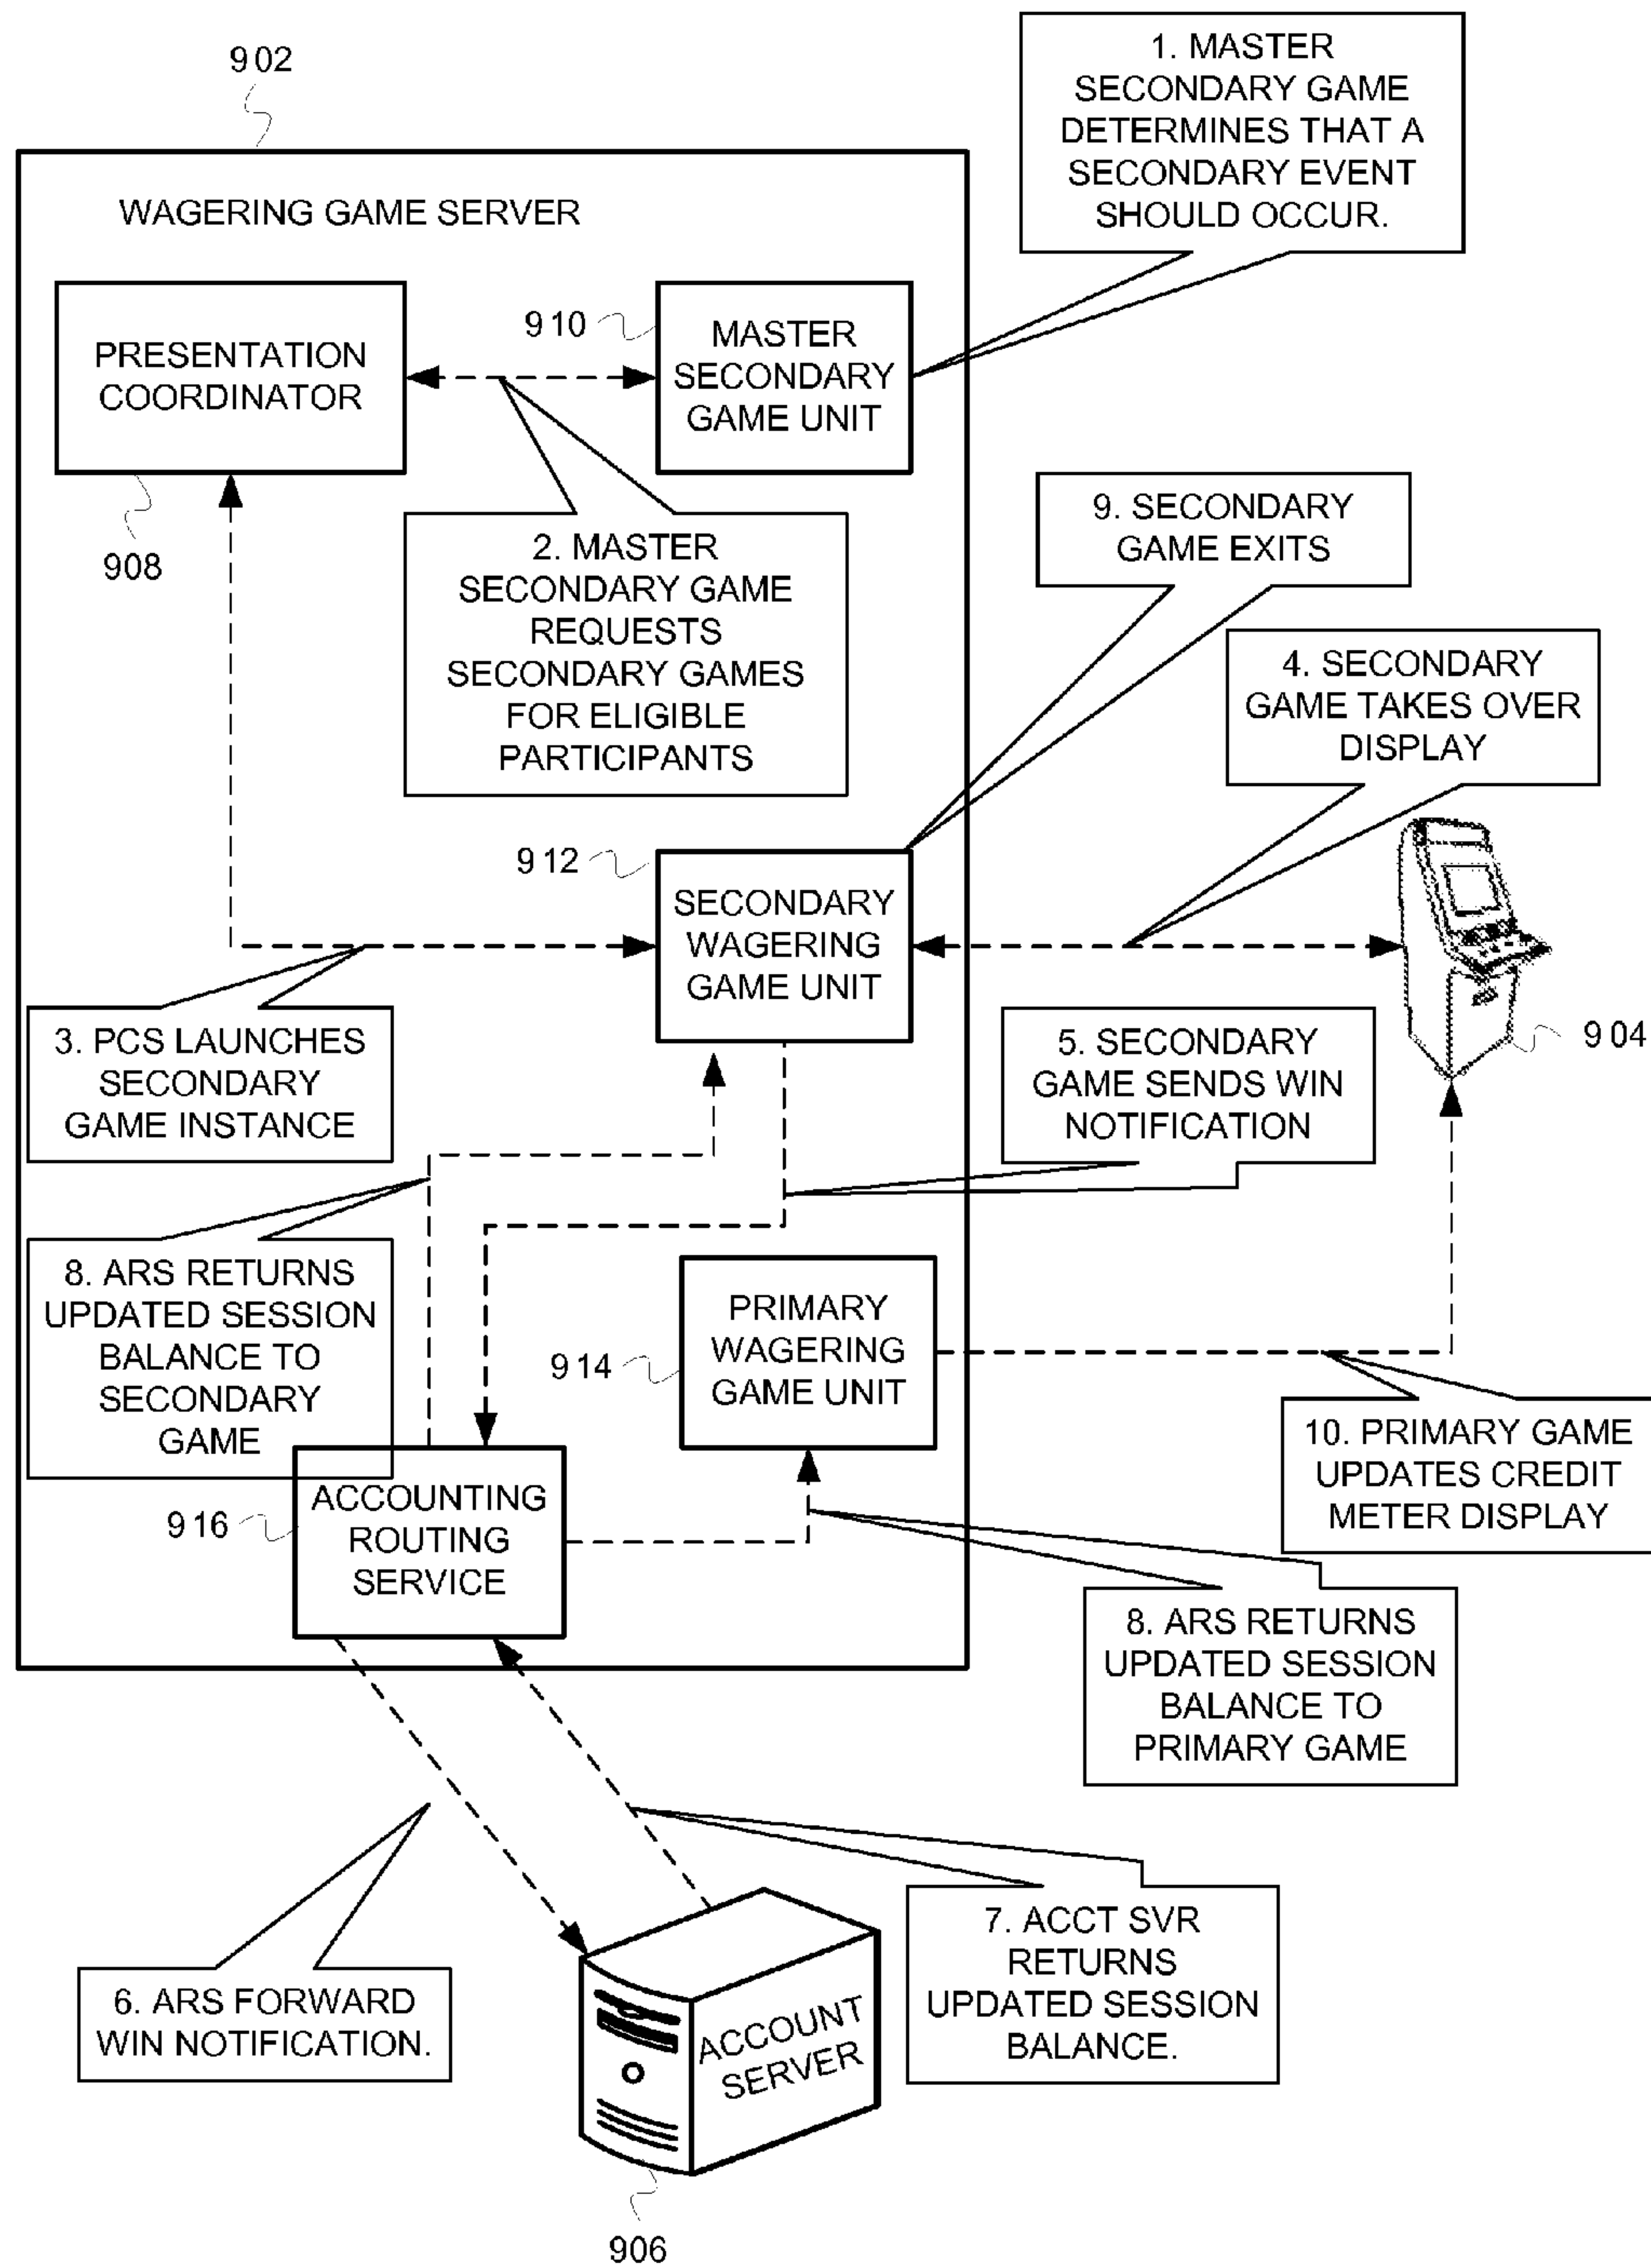 902
1. MASTER
SECONDARY GAME
DETERMINES THAT A
SECONDARY EVENT
SHOULD OCCUR.
WAGERING GAME SERVER
PRESENTATION
COORDINATOR
908
910
MASTER
SECONDARY
GAME UNIT
2. MASTER
SECONDARY GAME
REQUESTS
SECONDARY GAMES
FOR ELIGIBLE
PARTICIPANTS
9. SECONDARY
GAME EXITS
4. SECONDARY
GAME TAKES OVER
DISPLAY
912
SECONDARY
WAGERING
GAME UNIT
904
3. PCS LAUNCHES
SECONDARY
GAME INSTANCE
5. SECONDARY
GAME SENDS WIN
NOTIFICATION
8. ARS RETURNS
UPDATED SESSION
BALANCE TO
SECONDARY
GAME
914
PRIMARY
WAGERING
GAME UNIT
10. PRIMARY GAME
UPDATES CREDIT
METER DISPLAY
916
ACCOUNTING
ROUTING
SERVICE
8. ARS RETURNS
UPDATED SESSION
BALANCE TO
PRIMARY GAME
6. ARS FORWARD
WIN NOTIFICATION.
7. ACCT SVR
RETURNS
UPDATED SESSION
BALANCE.
ACCOUNT
SERVER
906